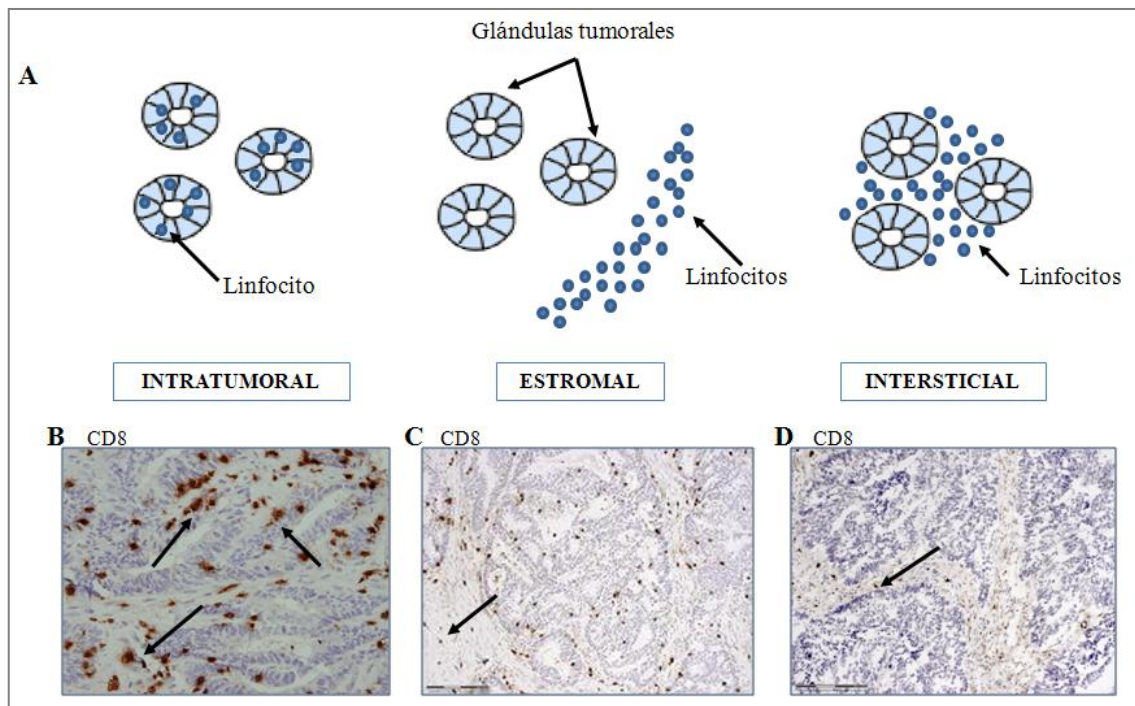 Glándulas tumorales
A
Linfocito
Linfocitos
Linfocitos
INTRATUMORAL
ESTROMAL
INTERSTICIAL
B CD8
C CD8
D CD8